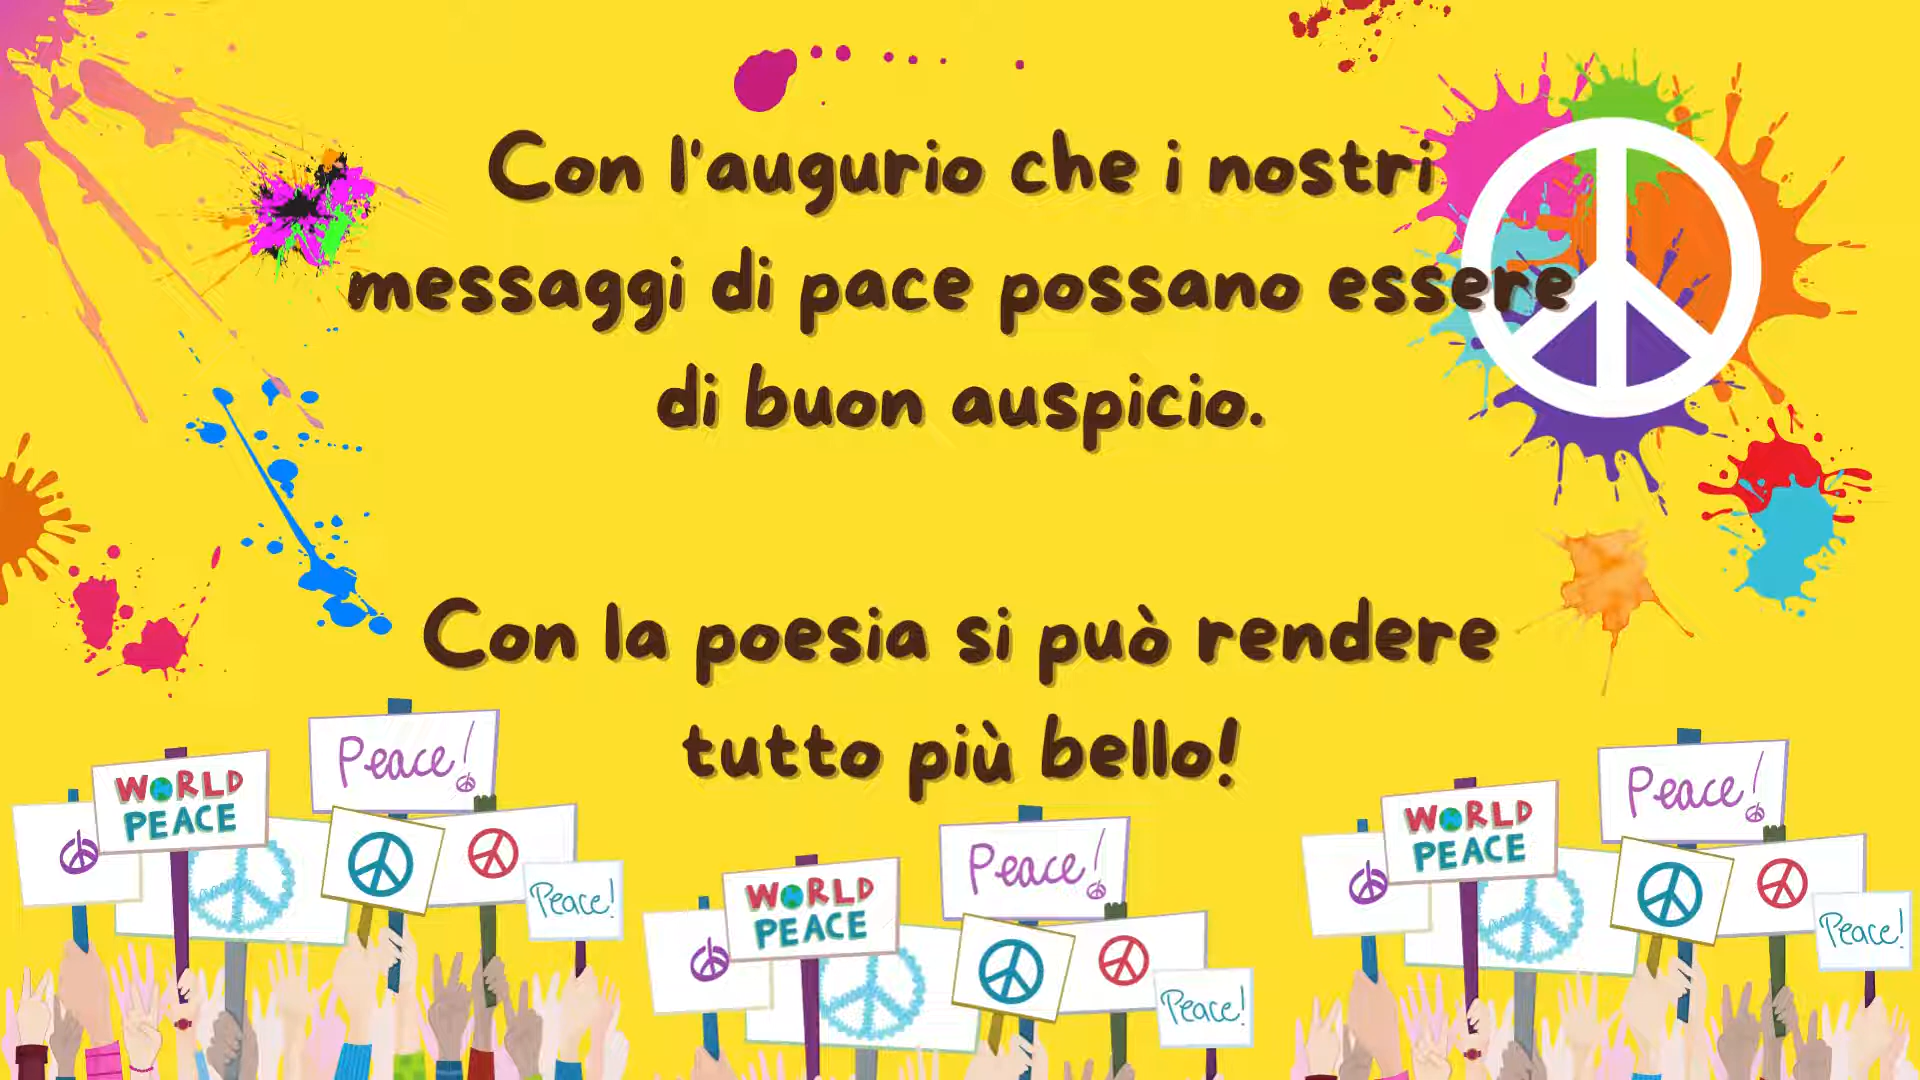 Con l'augurio che i nostri
messaggi di pace possano essere
di buon auspicio.
Con la poesia si può rendere
tutto più bello!
Peace!
WORLD
PEACE
Peace!
Peace!
WORLD
PEACE
Peace!
Peace!
WORLD
PEACE
Peace!